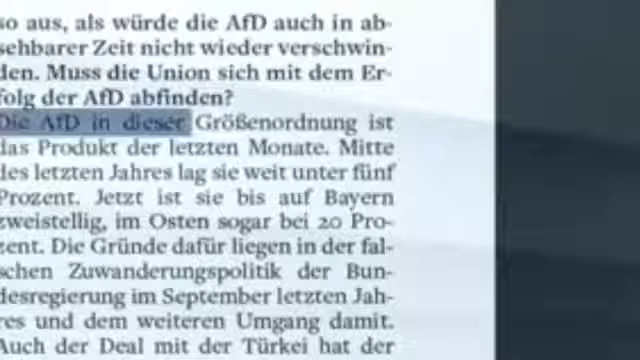 so aus, als würde die AfD auch in ab-
sehbarer Zeit nicht wieder verschwin-
den. Muss die Union sich mit dem Er-
folg der AfD abfinden?
Die AfD in dieser Größenordnung ist
das Produkt der letzten Monate. Mitte
des letzten Jahres lag sie weit unter fünf
Prozent. Jetzt ist sie bis auf Bayern
zweistellig, im Osten sogar bei 20 Pro-
zent. Die Gründe dafür liegen in der fal-
schen Zuwanderungspolitik der Bun-
desregierung im September letzten Jah-
res und dem weiteren Umgang damit.
Auch der Deal mit der Türkei hat der